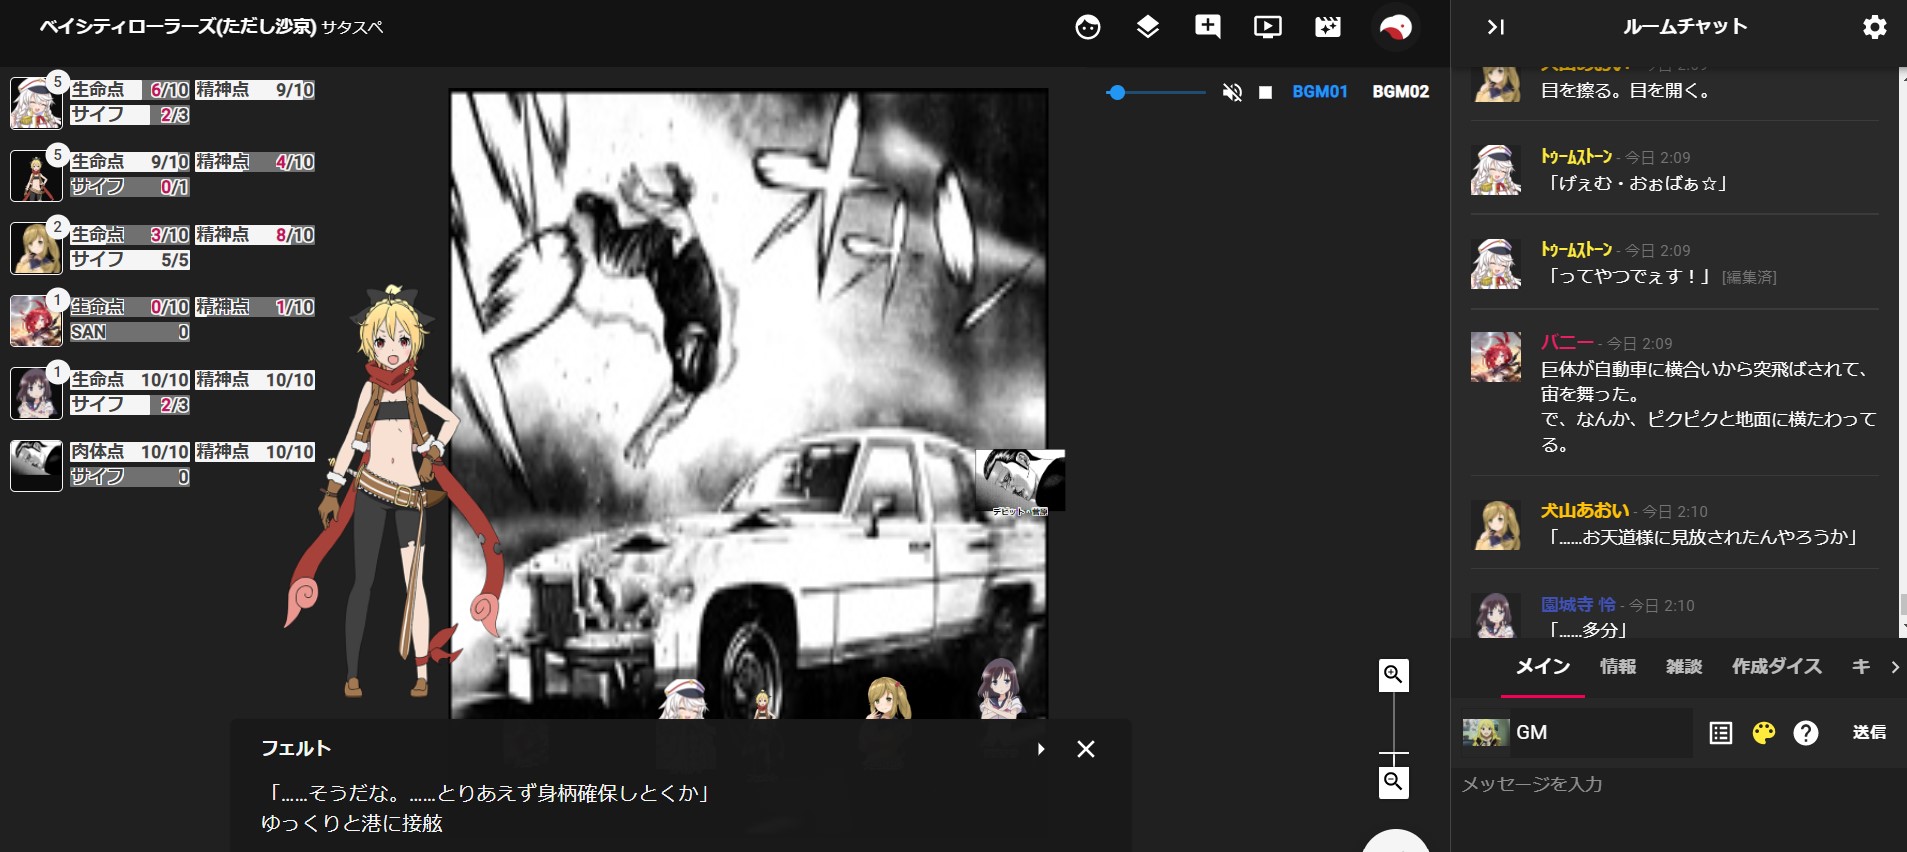 ベイシティローラーズ(ただし沙京) サタスペ
ルームチャット
5
生命点 6/10 精神点 9/10
サイフ 2/3
5
生命点 9/10 精神点 4/10
サイフ 0/1
2
生命点 3/10 精神点 8/10
サイフ 5/5
1
生命点 0/10 精神点 1/10
SAN 0
1
生命点 10/10 精神点 10/10
サイフ 2/3
肉体点 10/10 精神点 10/10
サイフ 0
BGM01 BGM02
フェルト
「……そうだな。……とりあえず身柄確保しとくか」
ゆっくりと港に接舷
犬山あおい - 今日 2:09
目を擦る。目を開く。
ﾄｩｰﾑｽﾄｰﾝ - 今日 2:09
「げぇむ・おぉばぁ☆」
ﾄｩｰﾑｽﾄｰﾝ - 今日 2:09
「ってやつでぇす！」 [編集済]
バニー - 今日 2:09
巨体が自動車に横合いから突飛ばされて、
宙を舞った。
で、なんか、ピクピクと地面に横たわって
る。
犬山あおい - 今日 2:10
「……お天道様に見放されたんやろうか」
園城寺 怜 - 今日 2:10
「……多分」
メイン 情報 雑談 作成ダイス キ
GM
送信
メッセージを入力